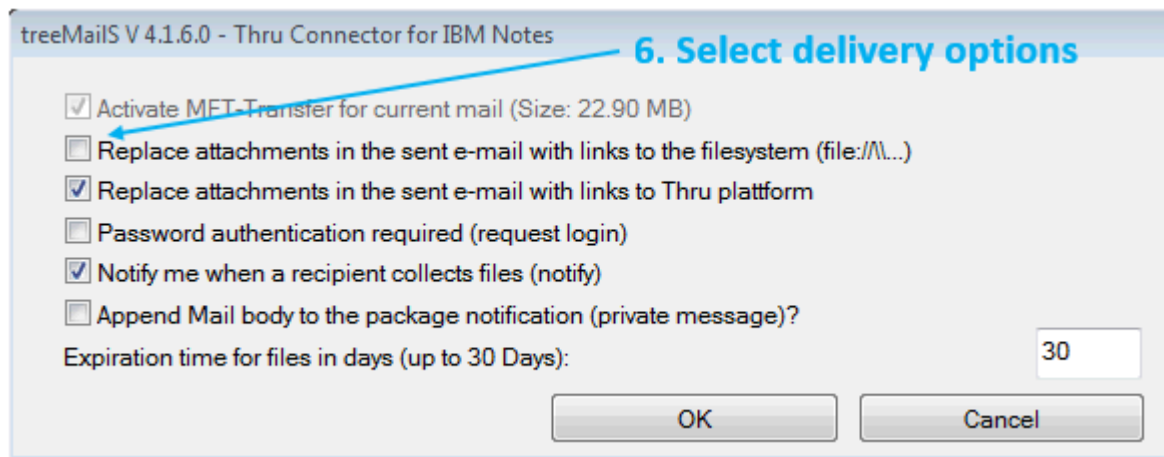 treeMailS V 4.1.6.0 - Thru Connector for IBM Notes
6. Select delivery options
Activate MFT-Transfer for current mail (Size: 22.90 MB)
Replace attachments in the sent e-mail with links to the filesystem (file://\\...)
Replace attachments in the sent e-mail with links to Thru plattform
Password authentication required (request login)
Notify me when a recipient collects files (notify)
Append Mail body to the package notification (private message)?
Expiration time for files in days (up to 30 Days):
30
OK
Cancel